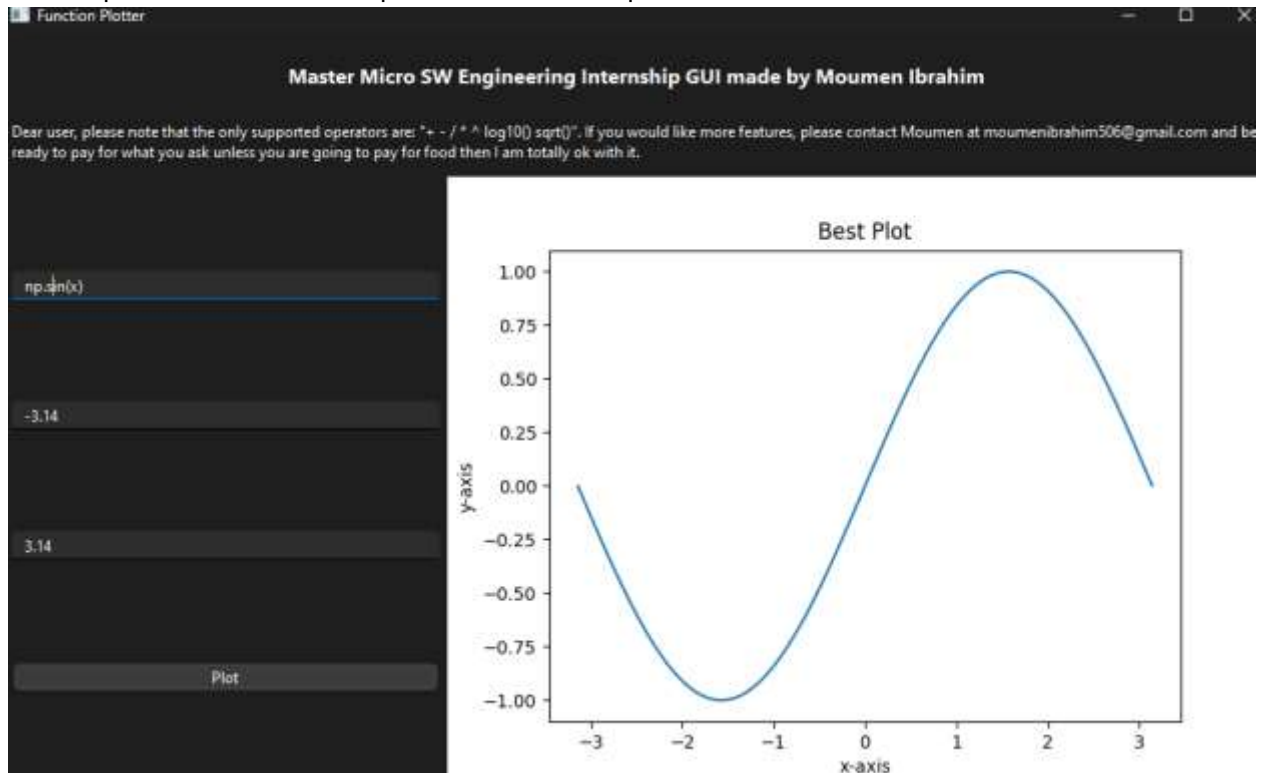 Function Plotter
Master Micro SW Engineering Internship GUI made by Moumen Ibrahim
Dear user, please note that the only supported operators are: "+ - / * ^ log10() sqrt()". If you would like more features, please contact Moumen at moumenibrahim506@gmail.com and be
ready to pay for what you ask unless you are going to pay for food then I am totally ok with it.
np.sin(x)
-3.14
3.14
Plot
Best Plot
1.00
0.75
0.50
0.25
0.00
−0.25
−0.50
−0.75
−1.00
y-axis
−3 −2 −1 0 1 2 3
x-axis